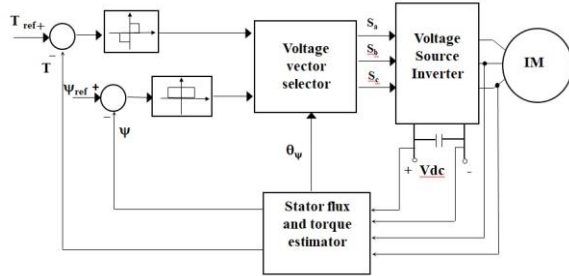 T ref +
−
T
Ψref +
−
Ψ
Voltage
vector
selector
Sa
Sb
Sc
Voltage
Source
Inverter
IM
+ Vdc -
θΨ
Stator flux
and torque
estimator